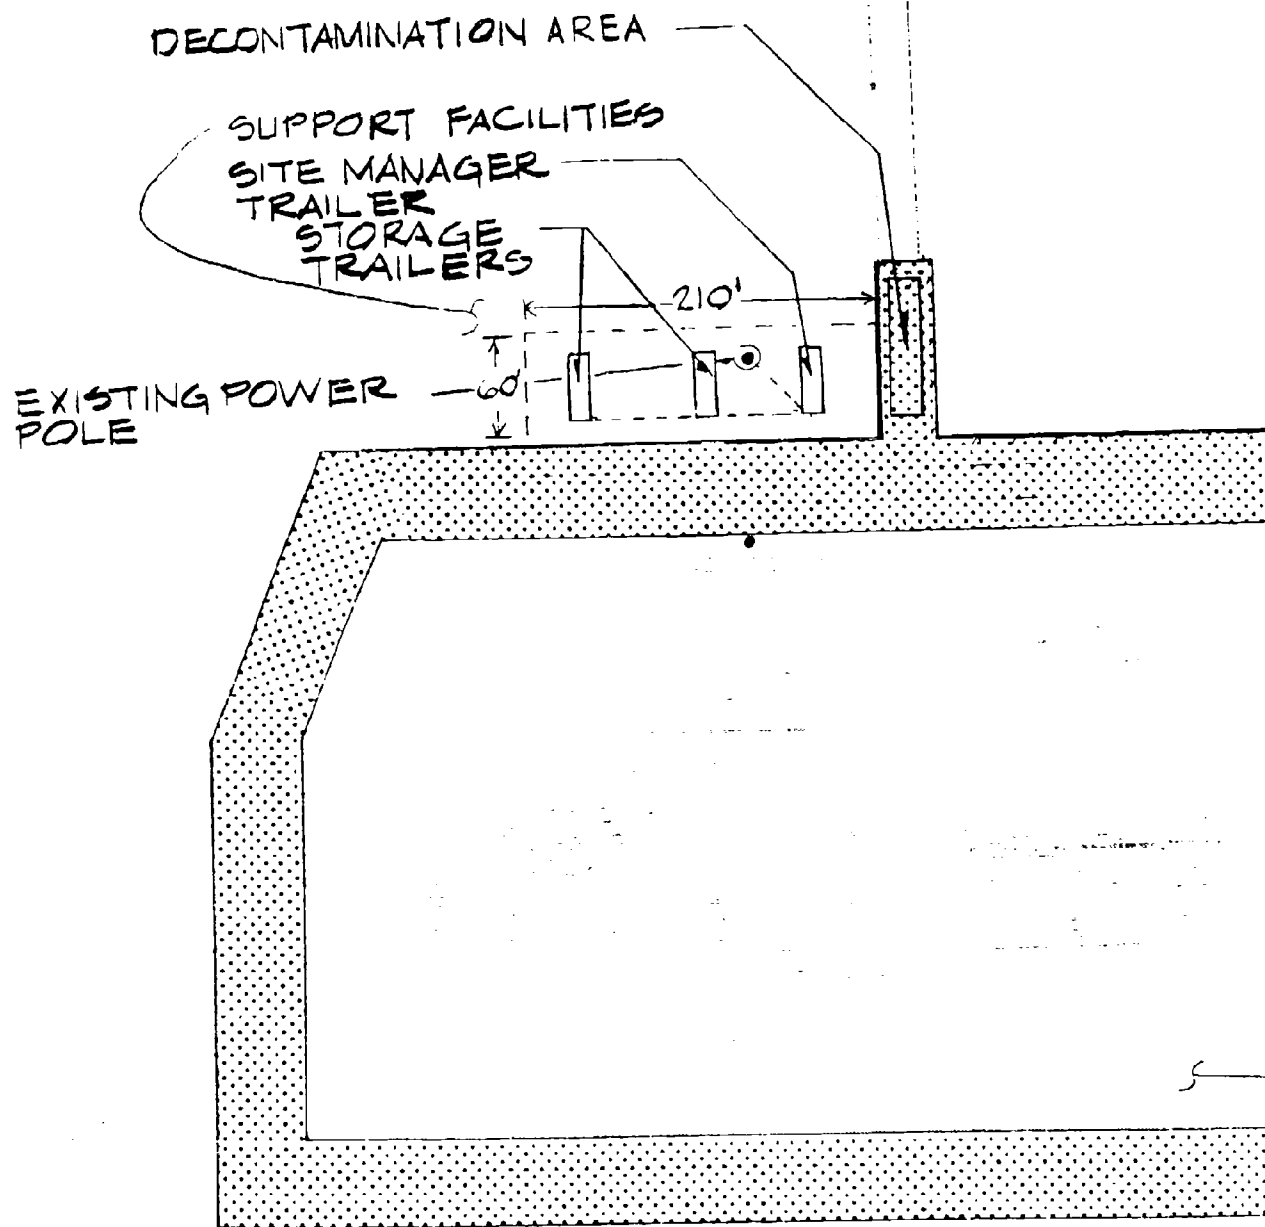 DECONTAMINATION AREA
SUPPORT FACILITIES
SITE MANAGER
TRAILER
STORAGE
TRAILERS
210'
60'
EXISTING POWER
POLE